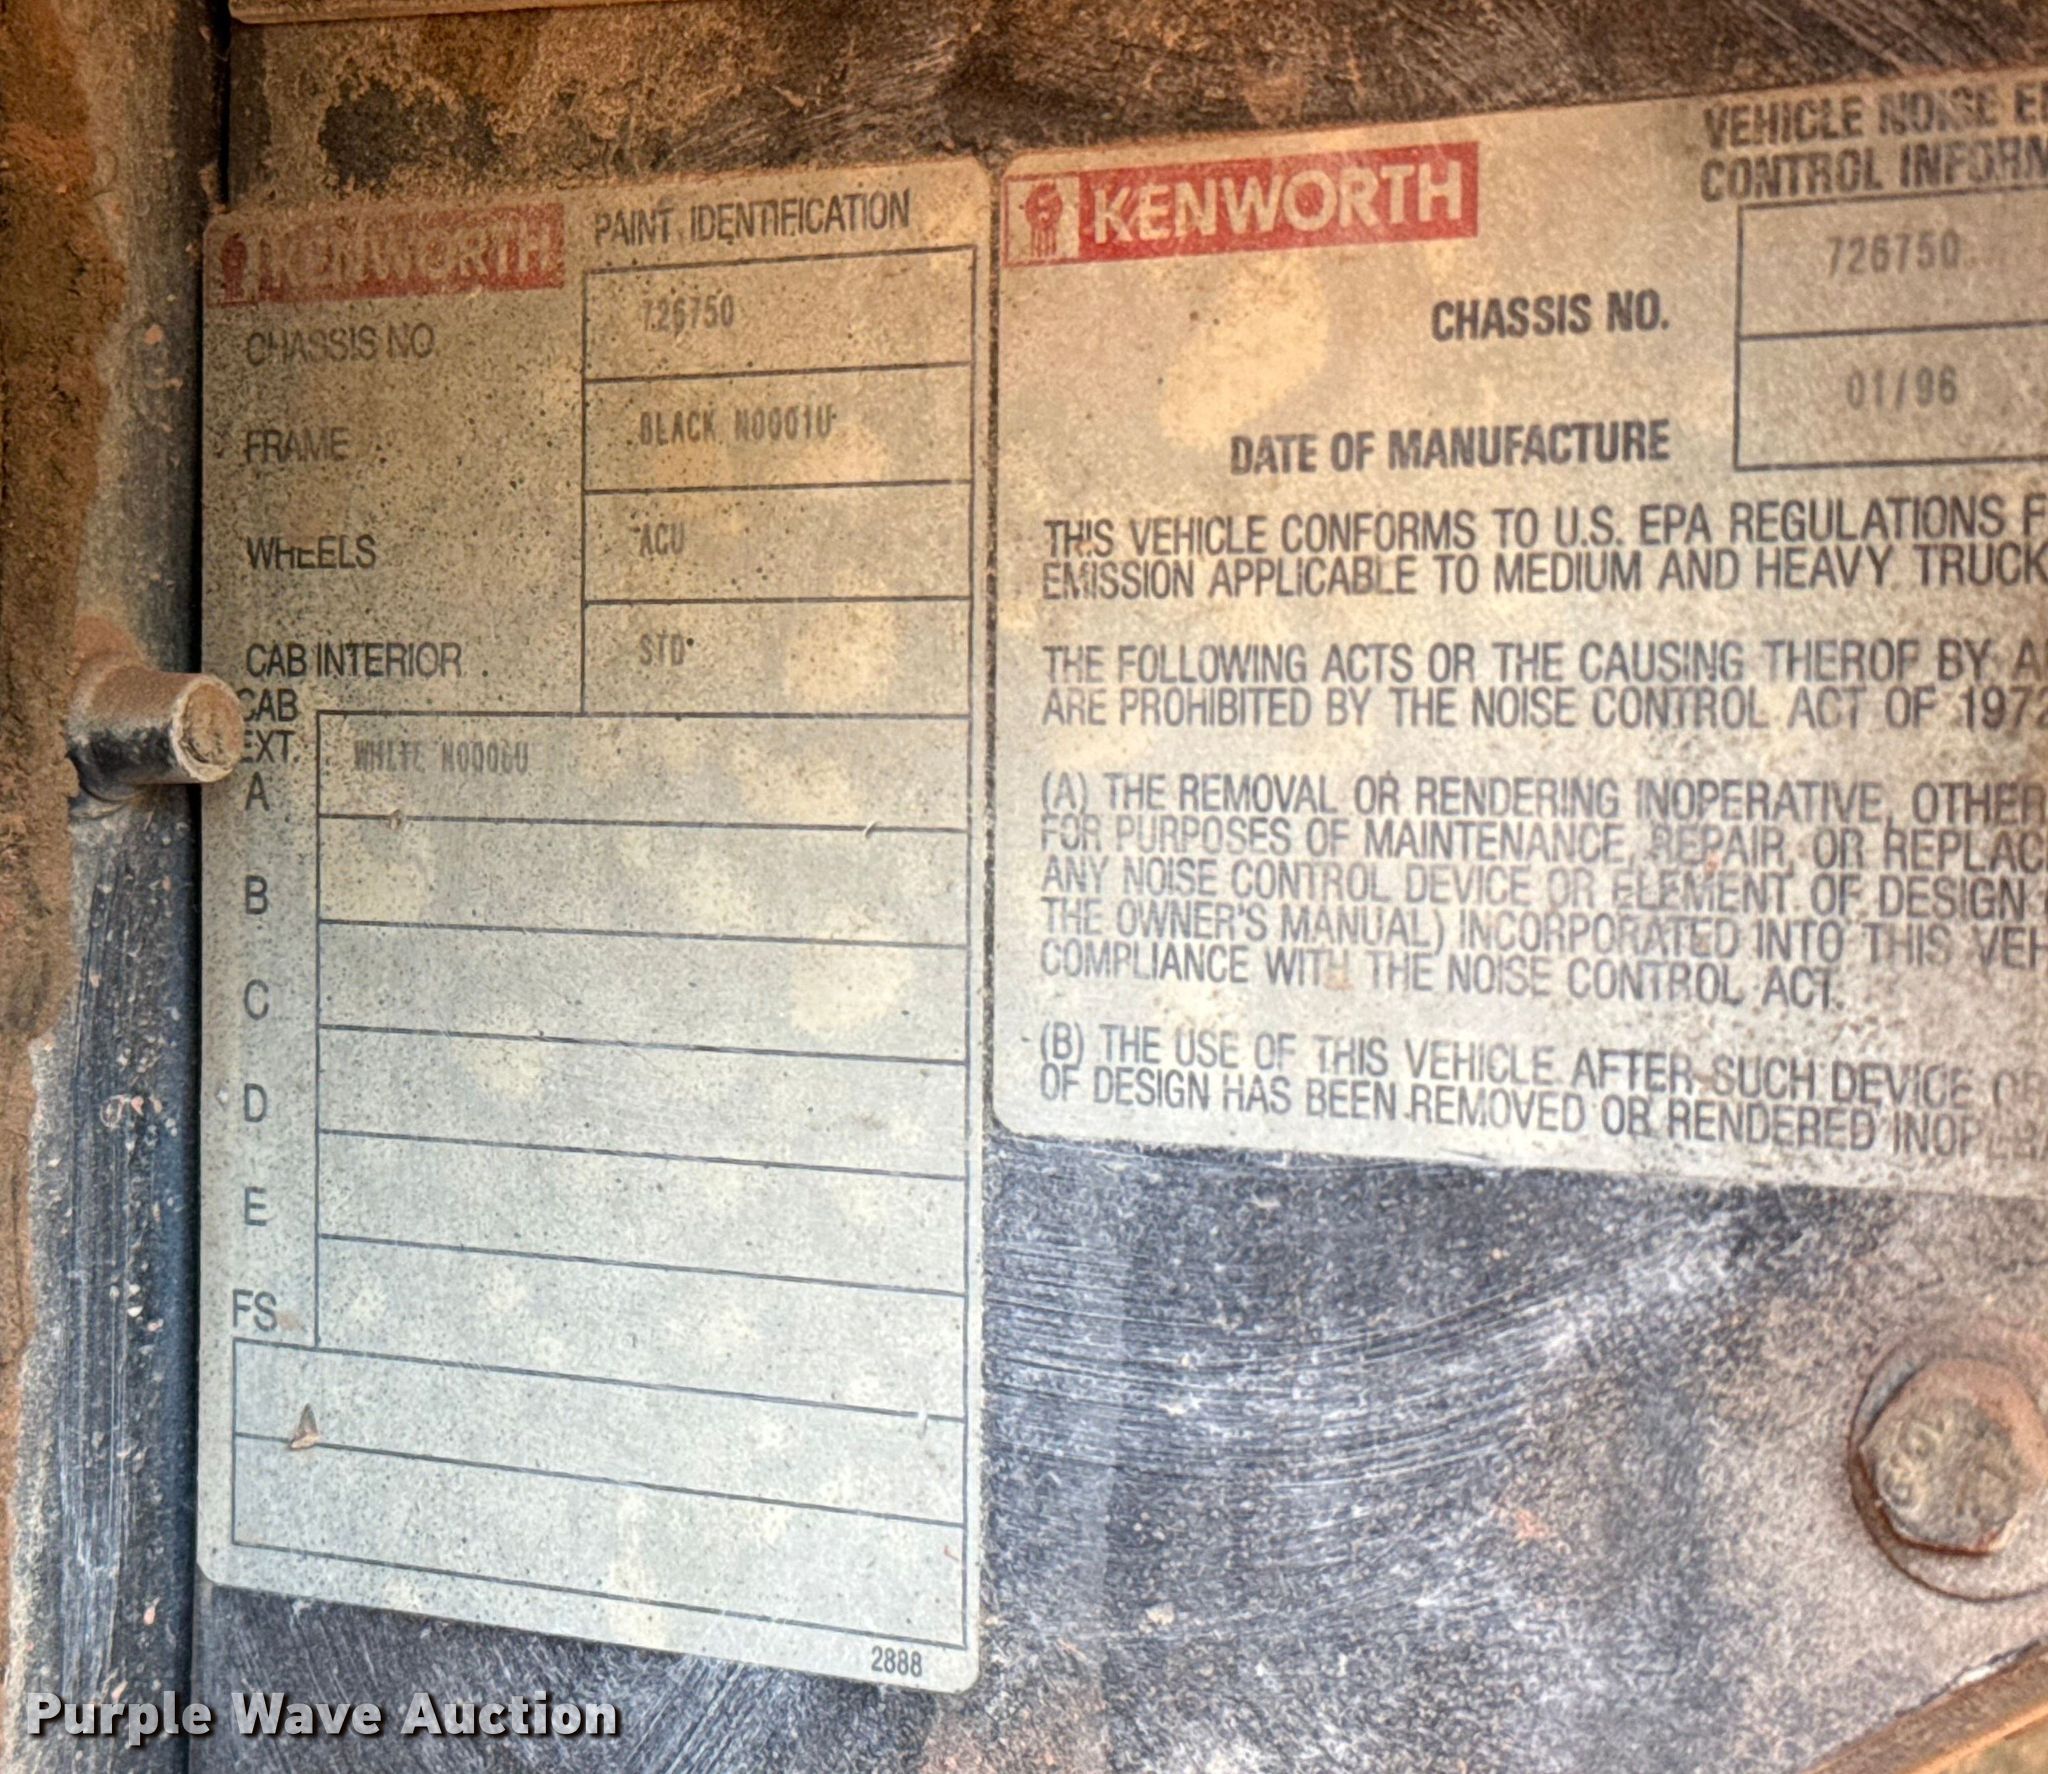 KENWORTH PAINT IDENTIFICATION
CHASSIS NO. 726750
FRAME BLACK N0001U
WHEELS ACU
CAB INTERIOR STD
CAB
EXT.
A WHITE N0006U
B
C
D
E
FS
2888
KENWORTH
VEHICLE NOISE
CONTROL
CHASSIS NO. 726750
DATE OF MANUFACTURE 01/96
THIS VEHICLE CONFORMS TO U.S. EPA REGULATIONS
EMISSION APPLICABLE TO MEDIUM AND HEAVY TRUCK
THE FOLLOWING ACTS OR THE CAUSING THEROF BY
ARE PROHIBITED BY THE NOISE CONTROL ACT OF 1972
(A) THE REMOVAL OR RENDERING INOPERATIVE, OTHER
FOR PURPOSES OF MAINTENANCE, REPAIR, OR
ANY NOISE CONTROL DEVICE OR ELEMENT OF DESIGN
THE OWNER'S MANUAL) INCORPORATED INTO THIS
COMPLIANCE WITH THE NOISE CONTROL ACT.
(B) THE USE OF THIS VEHICLE AFTER SUCH DEVICE OR
OF DESIGN HAS BEEN REMOVED OR RENDERED
Purple Wave Auction